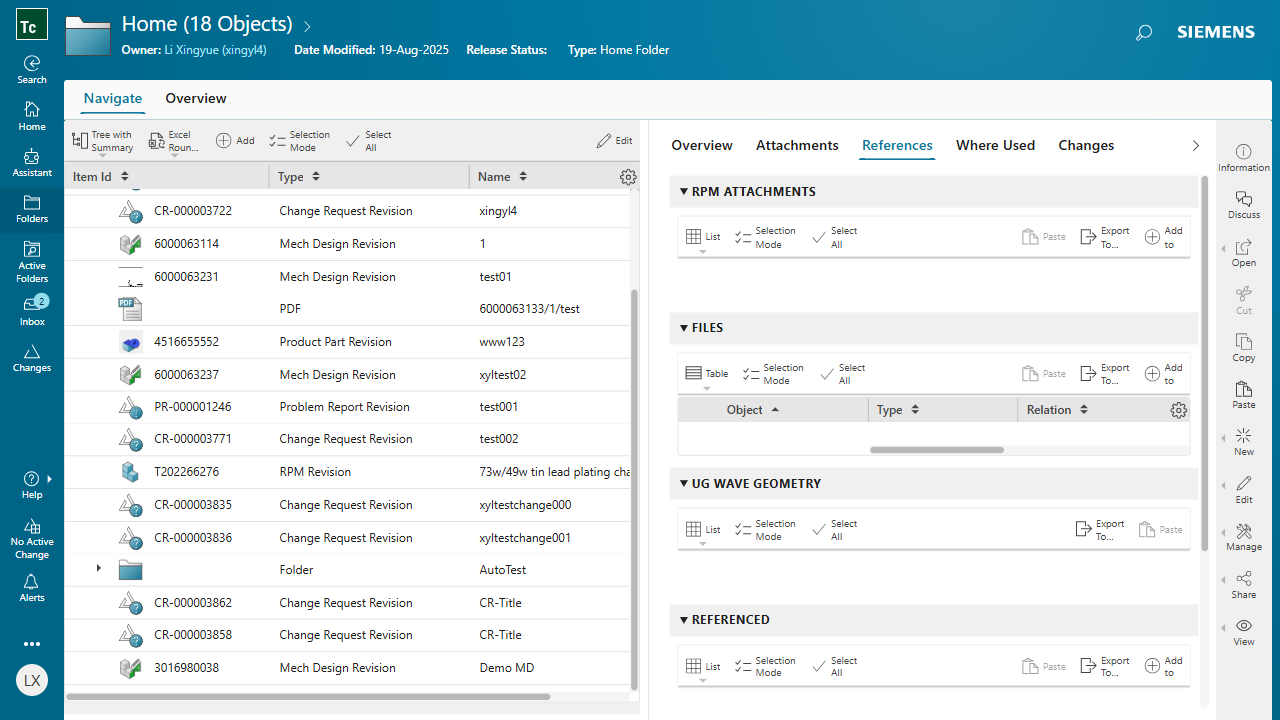 Tc
Home (18 Objects)
Owner: Li Xingyue (xingyl4) Date Modified: 19-Aug-2025 Release Status: Type: Home Folder
SIEMENS
Search
Home
Assistant
Folders
Active
Folders
2
Inbox
Changes
Help
No Active
Change
Alerts
LX
Navigate Overview
Tree with
Summary
Excel
Roun...
Add
Selection
Mode
Select
All
Edit
Item Id Type Name
CR-000003722 Change Request Revision xingyl4
6000063114 Mech Design Revision 1
6000063231 Mech Design Revision test01
PDF PDF 6000063133/1/test
4516655552 Product Part Revision www123
6000063237 Mech Design Revision xyltest02
PR-000001246 Problem Report Revision test001
CR-000003771 Change Request Revision test002
T202266276 RPM Revision 73w/49w tin lead plating cha
CR-000003835 Change Request Revision xyltestchange000
CR-000003836 Change Request Revision xyltestchange001
Folder AutoTest
CR-000003862 Change Request Revision CR-Title
CR-000003858 Change Request Revision CR-Title
3016980038 Mech Design Revision Demo MD
Overview Attachments References Where Used Changes
RPM ATTACHMENTS
List
Selection
Mode
Select
All
Paste
Export
To...
Add
to
FILES
Table
Selection
Mode
Select
All
Paste
Export
To...
Add
to
Object Type Relation
UG WAVE GEOMETRY
List
Selection
Mode
Select
All
Export
To...
Paste
REFERENCED
List
Selection
Mode
Select
All
Paste
Export
To...
Add
to
Information
Discuss
Open
Cut
Copy
Paste
New
Edit
Manage
Share
View